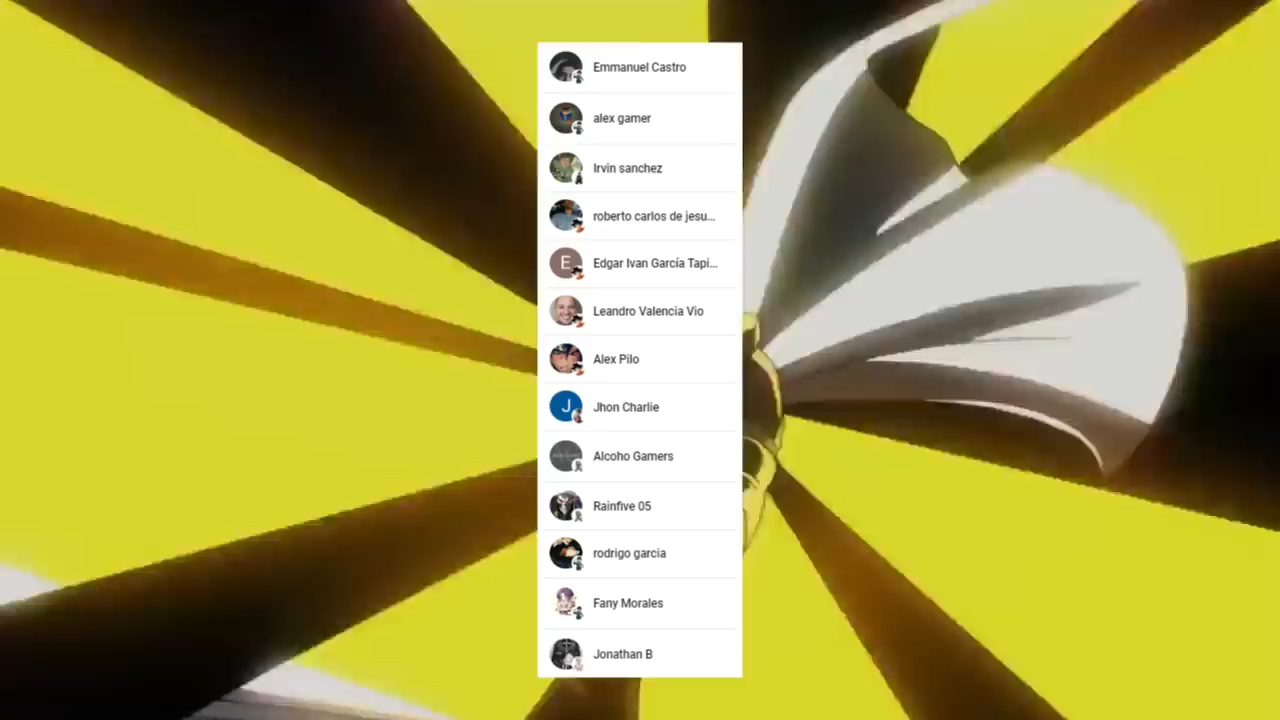 Emmanuel Castro
alex gamer
Irvin sanchez
roberto carlos de jesu...
E
Edgar Ivan García Tapi...
Leandro Valencia Vio
Alex Pilo
J
Jhon Charlie
Alcoho Gamers
Rainfive 05
rodrigo garcia
Fany Morales
Jonathan B